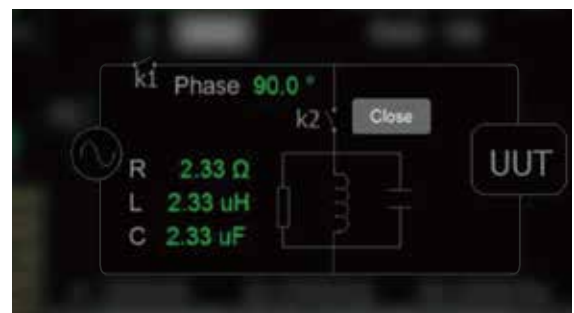 k1 Phase 90.0 °
k2 Close
UUT
R 2.33 Ω
L 2.33 uH
C 2.33 uF